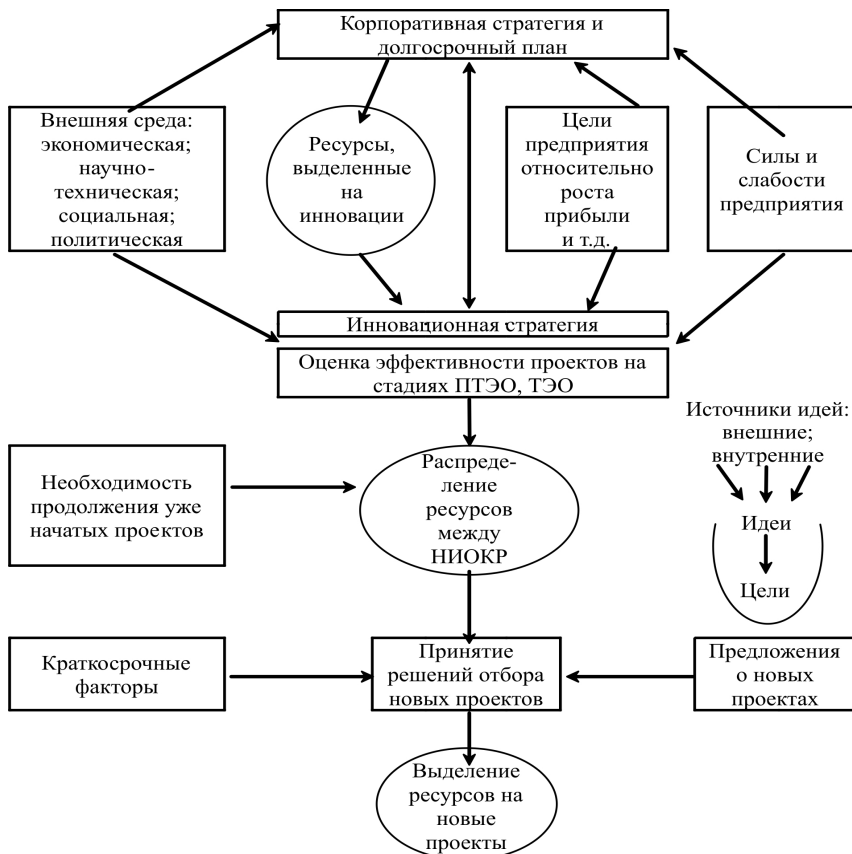 Корпоративная стратегия и
долгосрочный план
Внешняя среда:
экономическая;
научно-
техническая;
социальная;
политическая
Ресурсы,
выделенные
на
инновации
Цели
предприятия
относительно
роста
прибыли
и т.д.
Силы и
слабости
предприятия
Инновационная стратегия
Оценка эффективности проектов на
стадиях ПТЭО, ТЭО
Источники идей:
внешние;
внутренние
Необходимость
продолжения уже
начатых проектов
Распреде-
ление
ресурсов
между
НИОКР
Идеи
Цели
Краткосрочные
факторы
Принятие
решений отбора
новых проектов
Предложения
о новых
проектах
Выделение
ресурсов на
новые
проекты